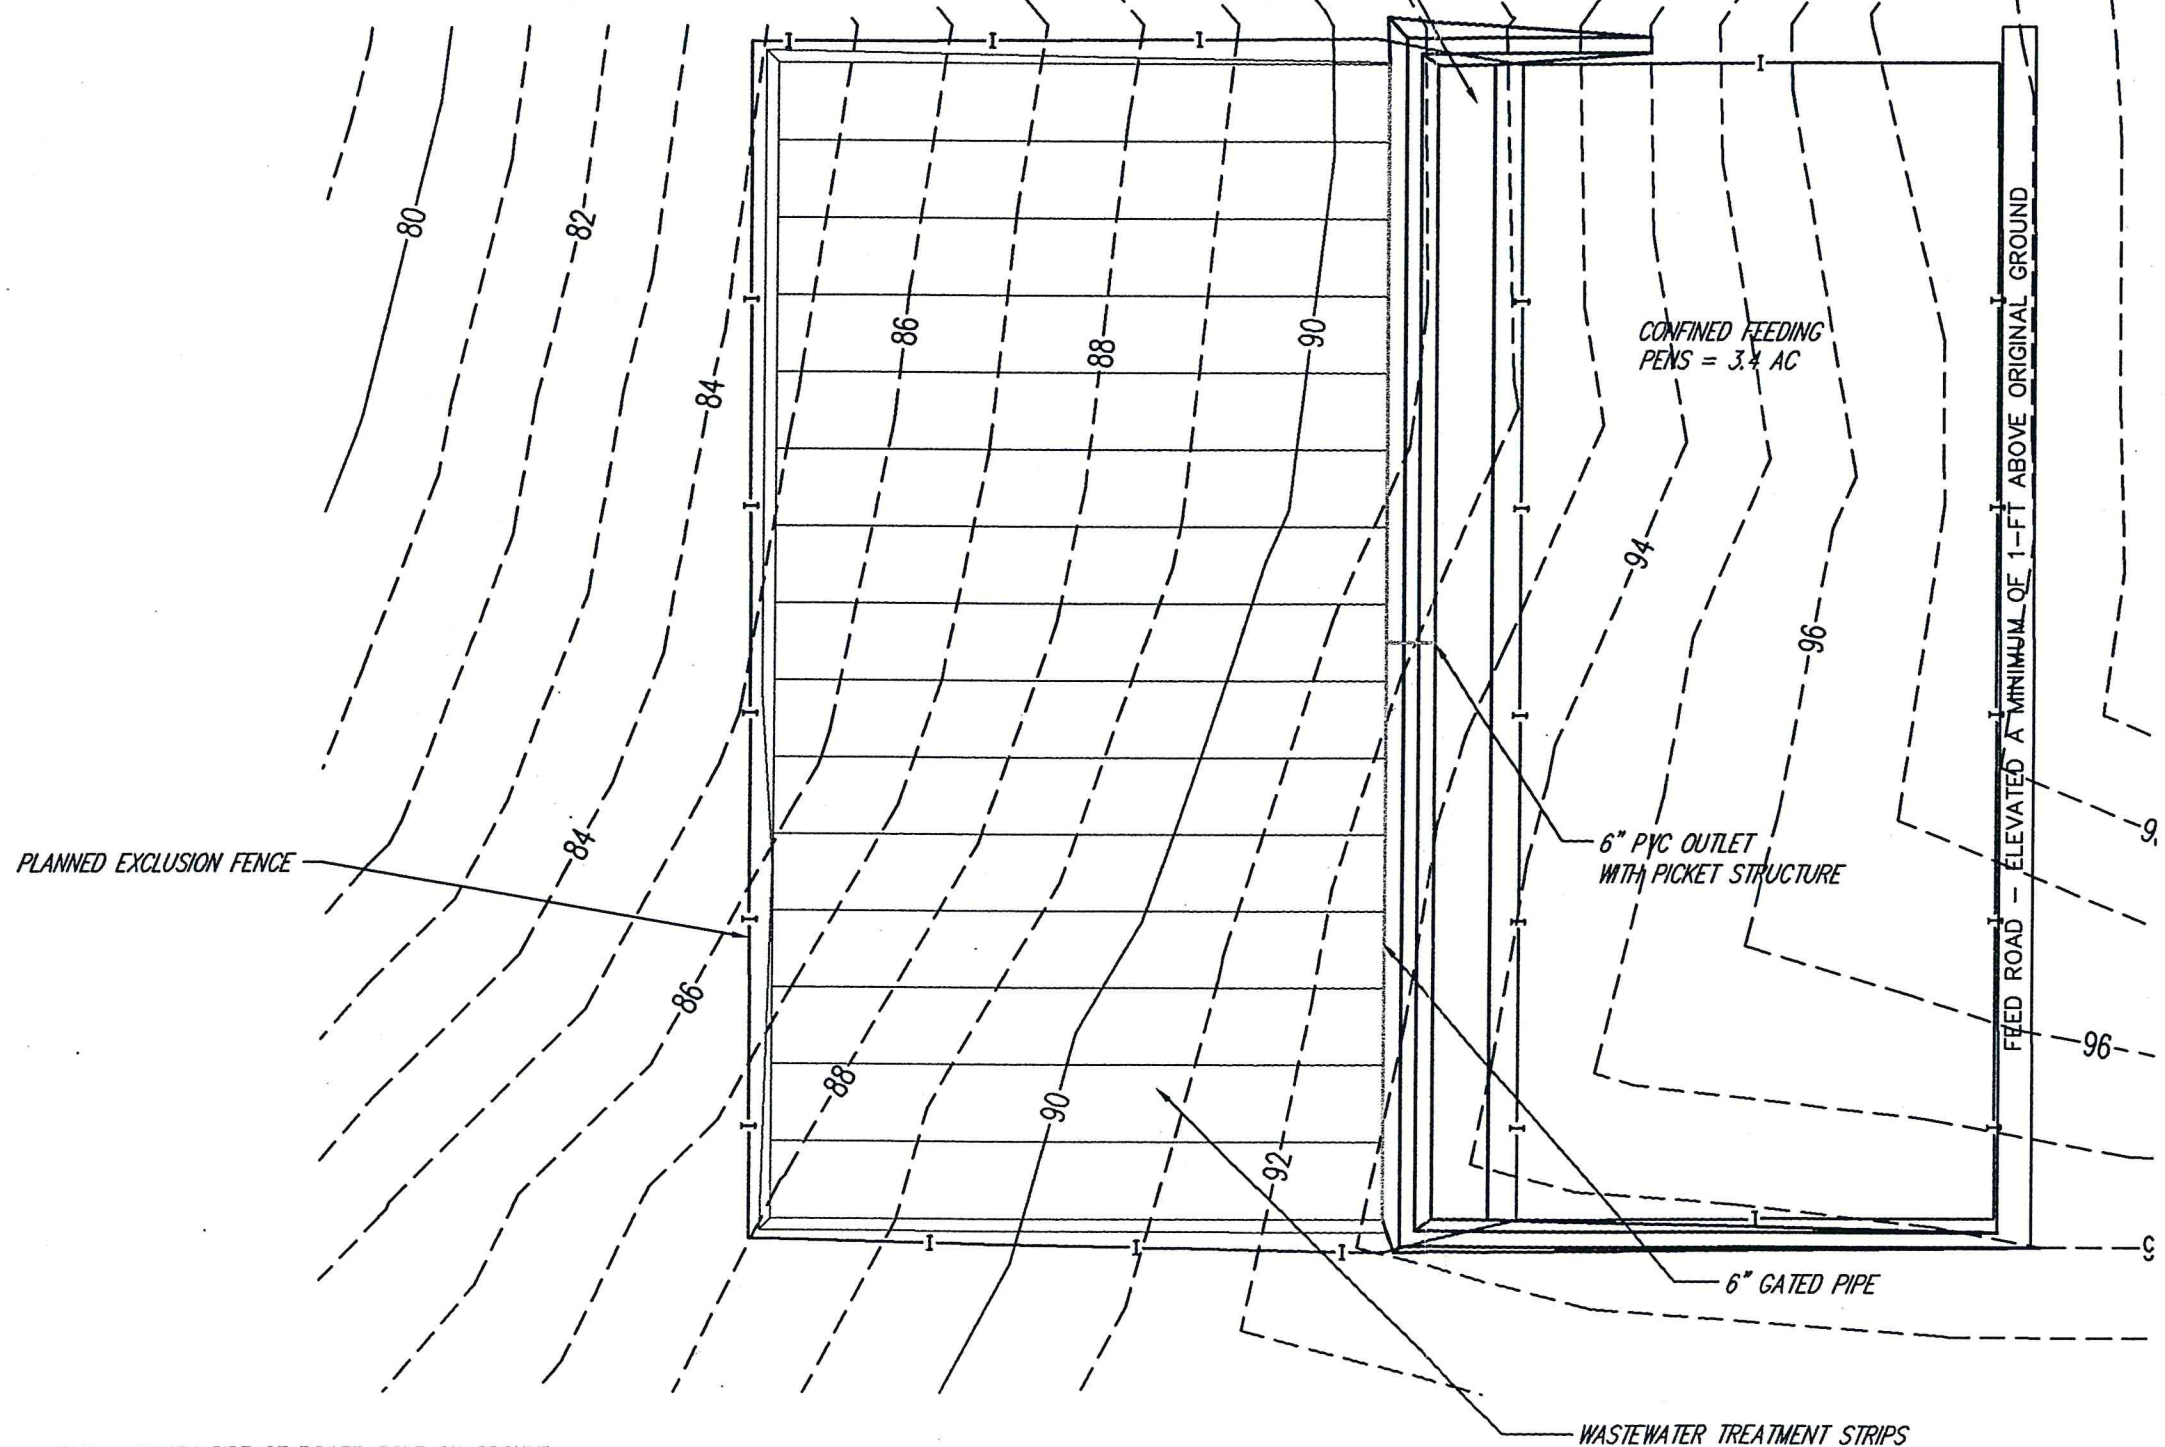 80
82
84
86
88
90
CONFINED FEEDING
PENS = 3.4 AC
94
96
FEED ROAD - ELEVATED A MINIMUM OF 1-FT ABOVE ORIGINAL GROUND
6" PVC OUTLET
WITH PICKET STRUCTURE
84
PLANNED EXCLUSION FENCE
86
88
90
92
96
6" GATED PIPE
WASTEWATER TREATMENT STRIPS